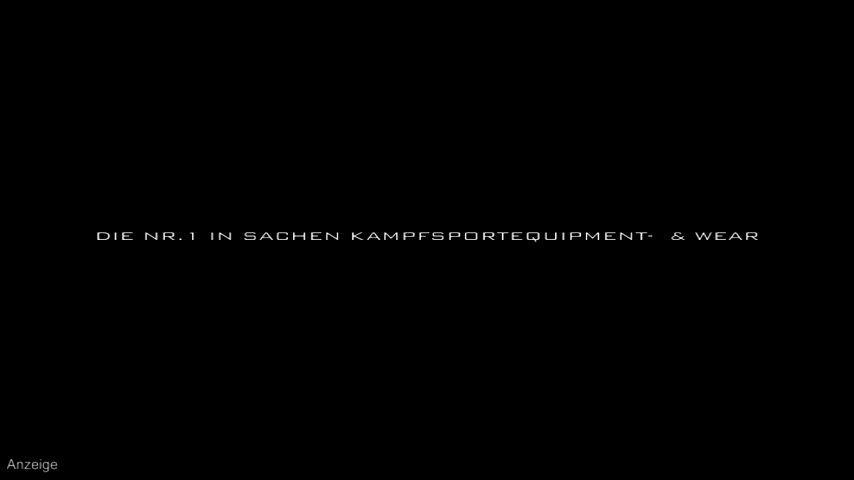 DIE NR.1 IN SACHEN KAMPFSPORTEQUIPMENT- & WEAR
Anzeige